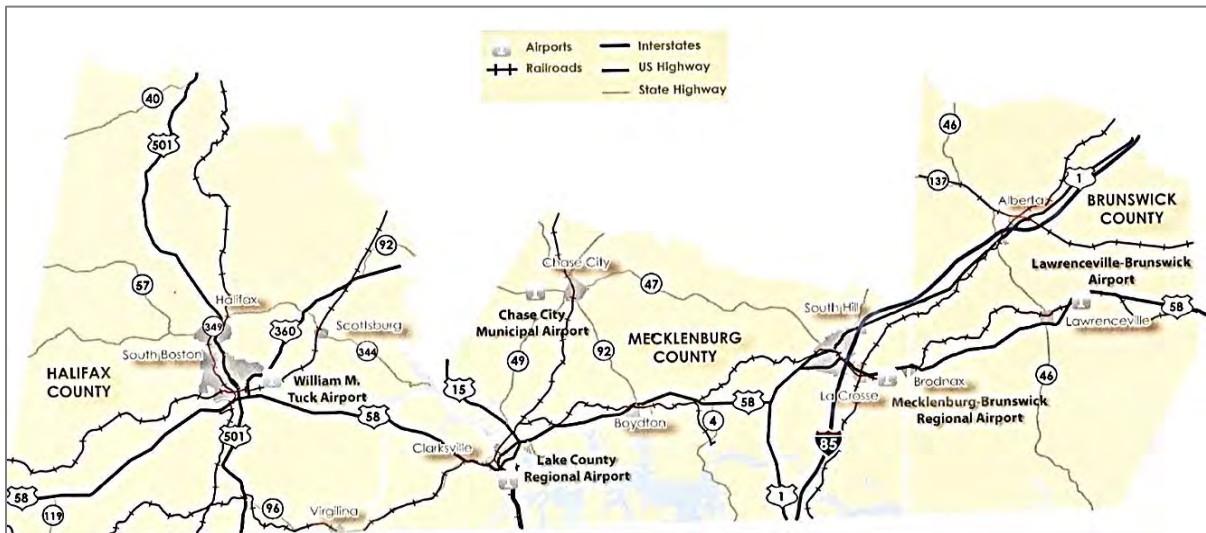 Airports
Interstates
Railroads
US Highway
State Highway
40
501
46
1
137
Alberta
BRUNSWICK
COUNTY
92
57
Halifax
349
360
Scottsburg
South Boston
344
HALIFAX
COUNTY
William M.
Tuck Airport
58
501
58
119
96
Virgilina
Clarksville
15
49
Chase City
Chase City
Municipal Airport
47
92
MECKLENBURG
COUNTY
South Hill
Lake County
Regional Airport
Boydton
4
58
1
85
La Crosse
Brodnax
Mecklenburg-Brunswick
Regional Airport
Lawrenceville-Brunswick
Airport
Lawrenceville
58
46